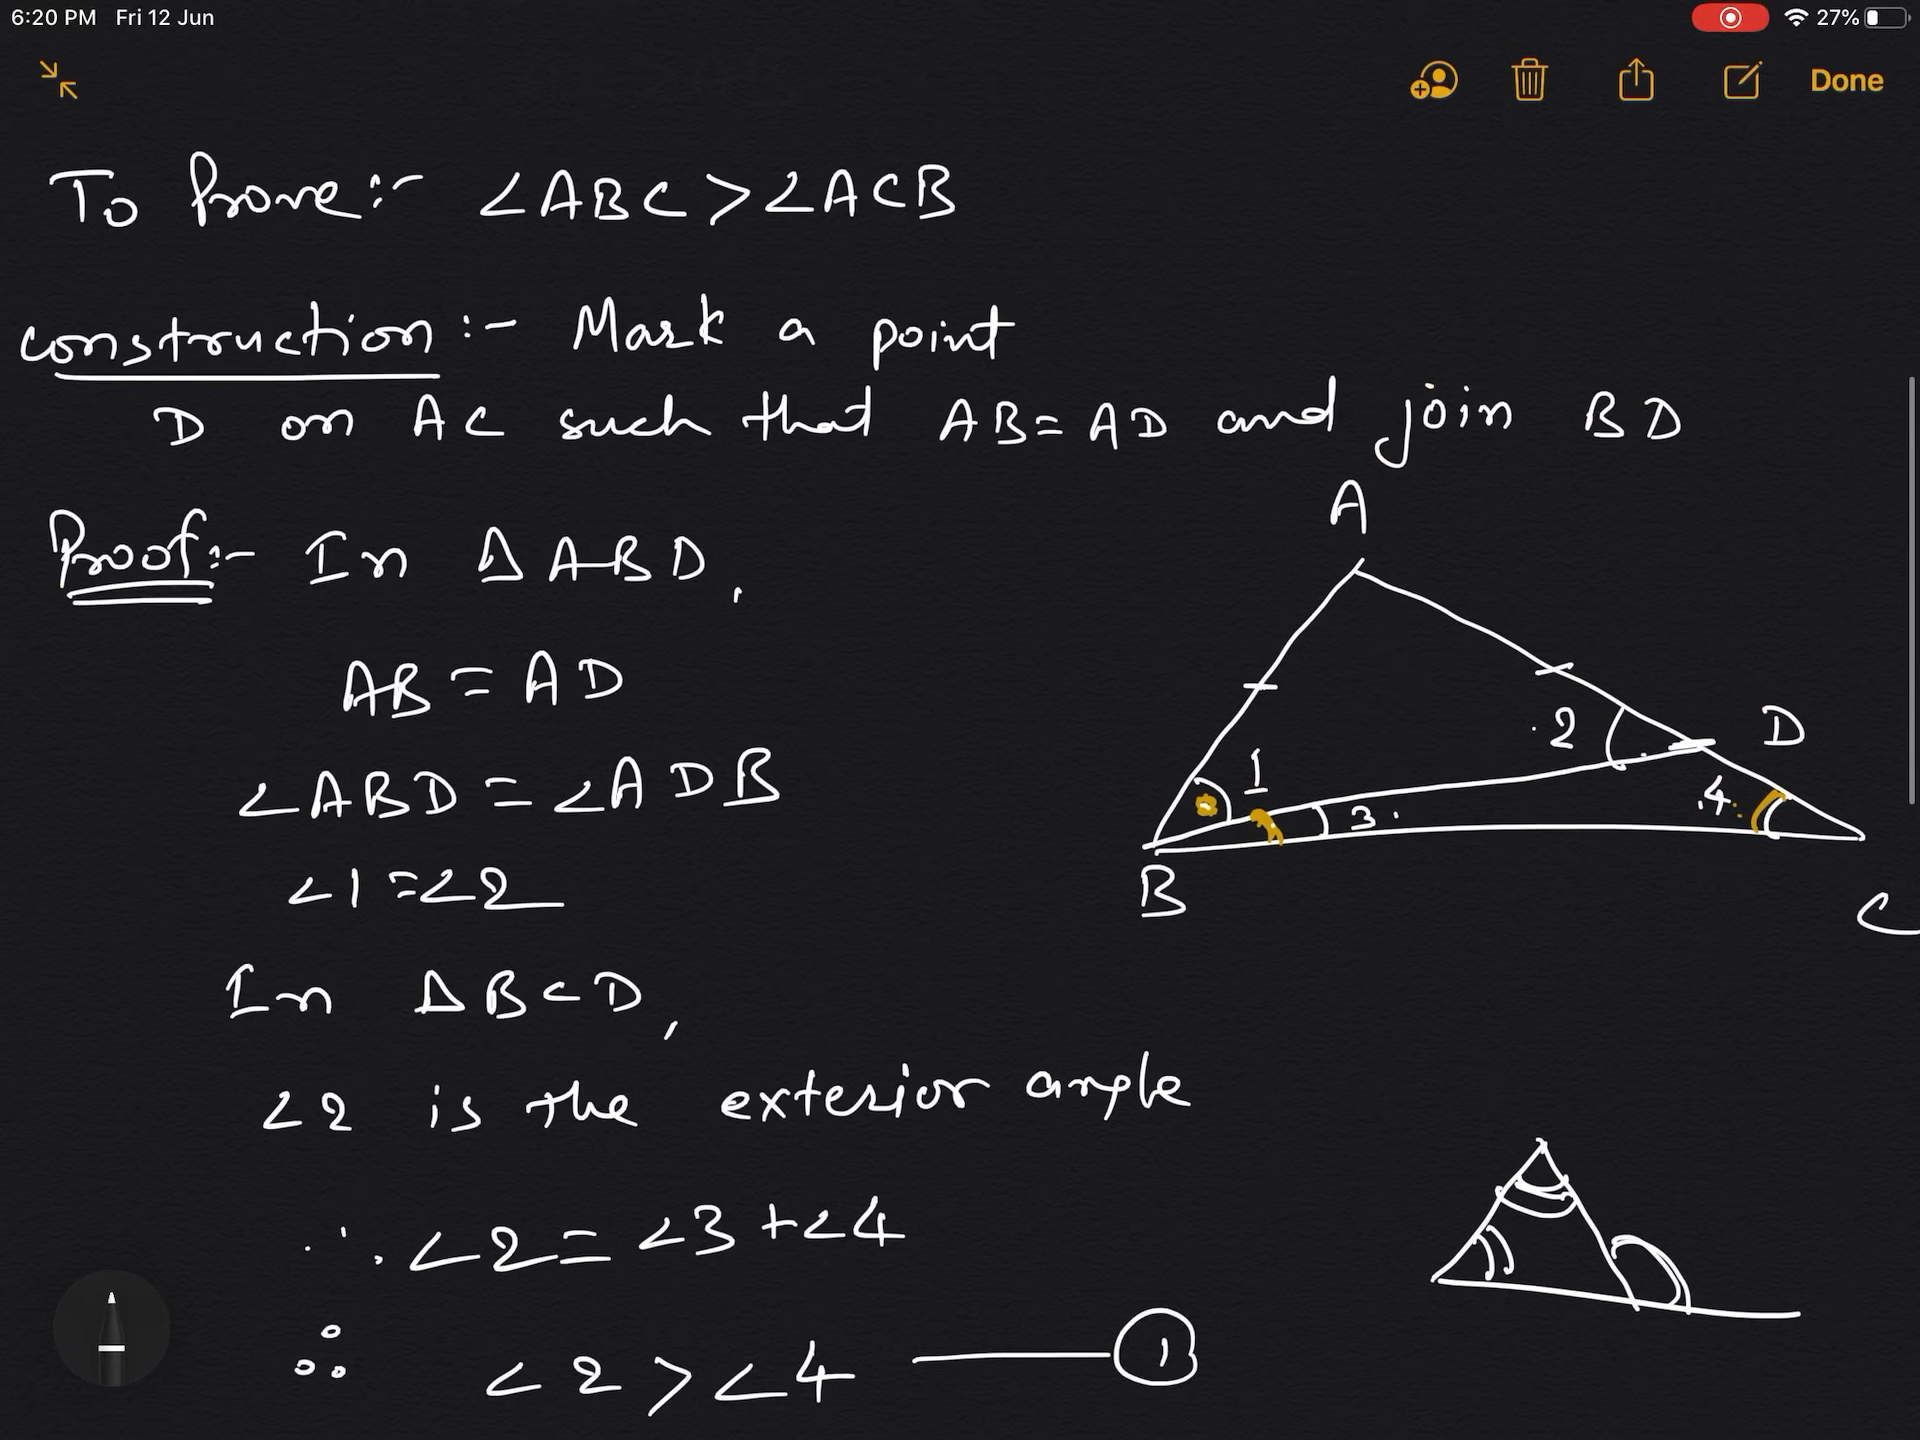 6:20 PM Fri 12 Jun
27%
Done
To Prove:- ∠ABC > ∠ACB
construction:- Mark a point
D on AC such that AB = AD and join BD
Proof:- In ΔABD,
AB = AD
∠ABD = ∠ADB
∠1 = ∠2
In ΔBCD,
∠2 is the exterior angle
∴ ∠2 = ∠3 + ∠4
∴ ∠2 > ∠4 —— ①
A
2
D
1
3
4
B
C